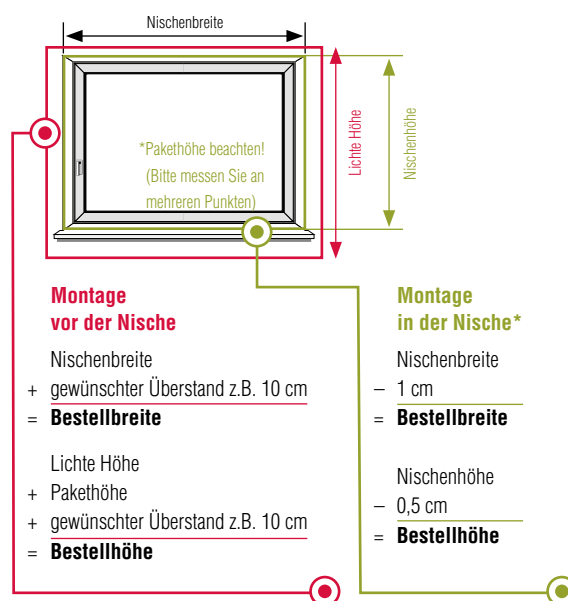 Nischenbreite
Lichte Höhe
Nischenhöhe
*Pakethöhe beachten!
(Bitte messen Sie an
mehreren Punkten)
Montage
vor der Nische
Nischenbreite
+ gewünschter Überstand z.B. 10 cm
= Bestellbreite
Lichte Höhe
+ Pakethöhe
+ gewünschter Überstand z.B. 10 cm
= Bestellhöhe
Montage
in der Nische*
Nischenbreite
– 1 cm
= Bestellbreite
Nischenhöhe
– 0,5 cm
= Bestellhöhe